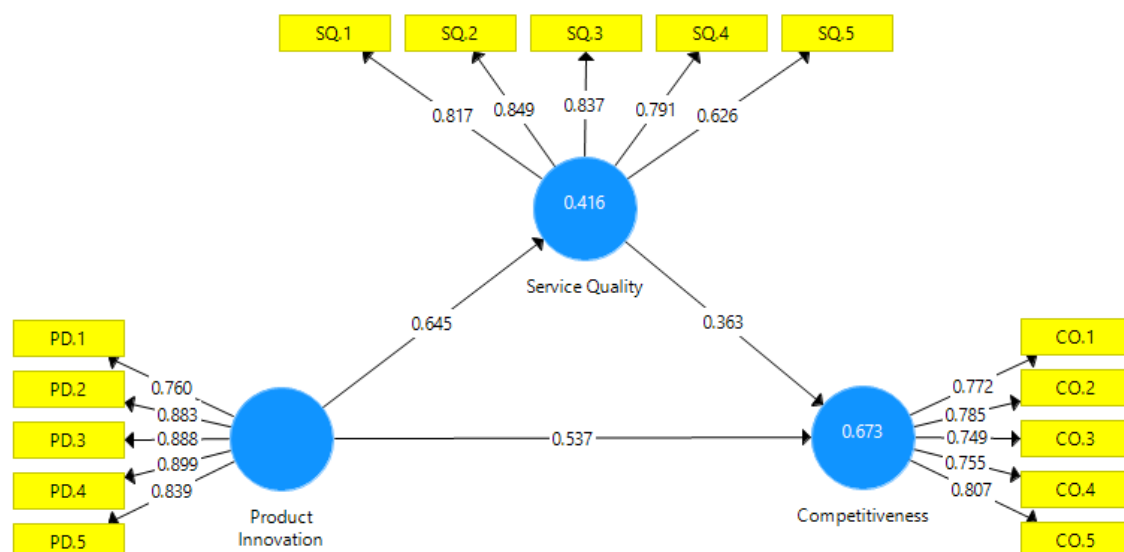 SQ.1
SQ.2
SQ.3
SQ.4
SQ.5
0.817
0.849
0.837
0.791
0.626
0.416
Service Quality
0.645
0.363
PD.1
PD.2
PD.3
PD.4
PD.5
0.760
0.883
0.888
0.899
0.839
Product
Innovation
0.537
0.673
Competitiveness
0.772
0.785
0.749
0.755
0.807
CO.1
CO.2
CO.3
CO.4
CO.5